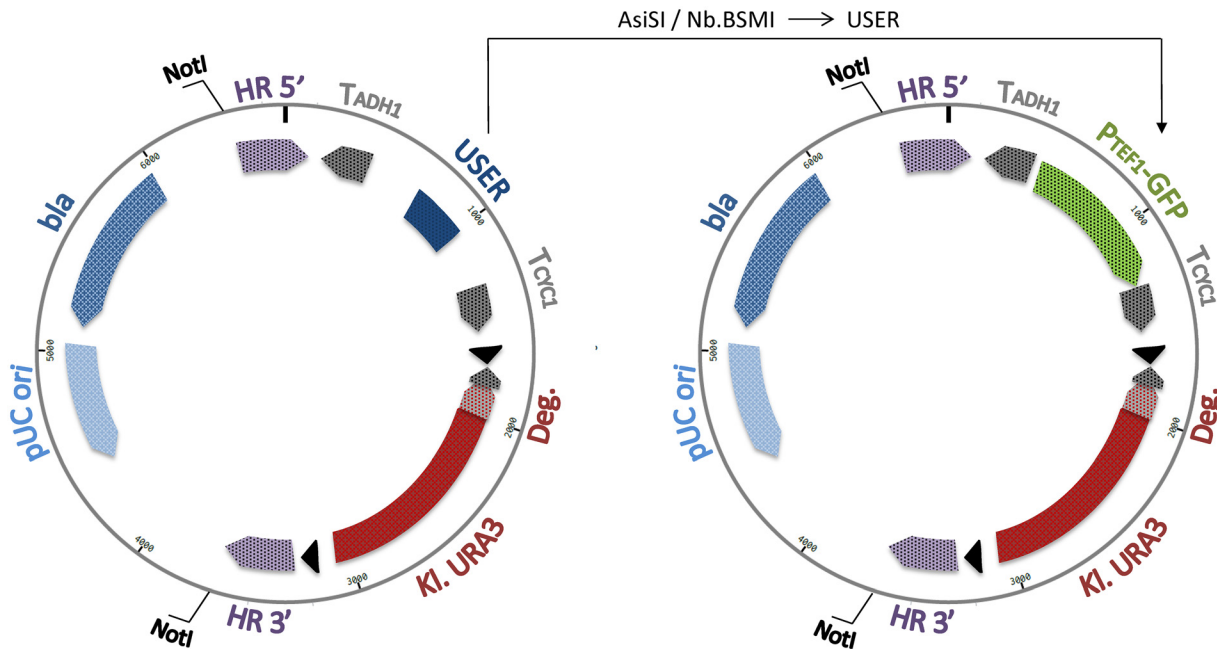 AsiSI / Nb.BSMI → USER
NotI
HR 5’
TADH1
USER
1000
TCYC1
Deg.
2000
Kl. URA3
3000
HR 3’
NotI
4000
pUC ori
5000
bla
6000
NotI
HR 5’
TADH1
PTEF1-GFP
1000
TCYC1
Deg.
2000
Kl. URA3
3000
HR 3’
NotI
4000
pUC ori
5000
bla
6000